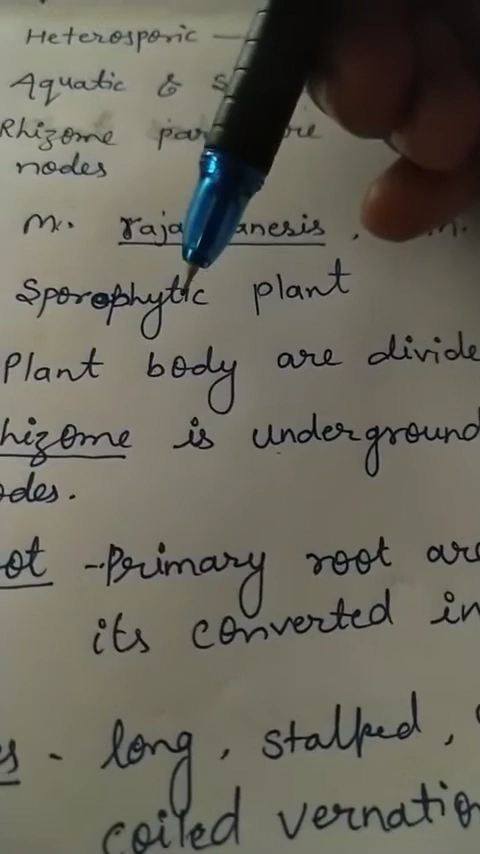 Heterosporic -
Aquatic & S
Rhizome par
nodes
M. raja anesis, M.
Sporophytic plant
Plant body are divide
hizome is underground
odes.
ot - Primary root are
its converted in
s - long, stalked,
coiled vernatio